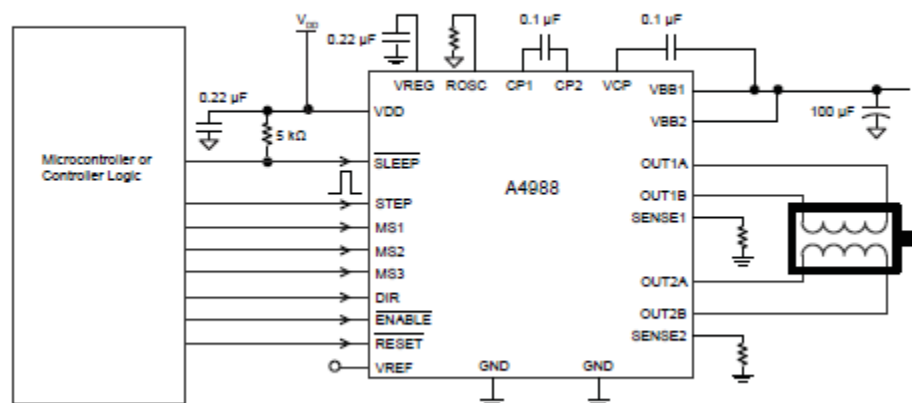 V_DD
0.22 µF
0.1 µF
0.1 µF
VREG ROSC CP1 CP2 VCP VBB1
0.22 µF
VDD
100 µF
VBB2
5 kΩ
Microcontroller or
Controller Logic
SLEEP
OUT1A
A4988
OUT1B
STEP
SENSE1
MS1
MS2
MS3
OUT2A
DIR
OUT2B
ENABLE
SENSE2
RESET
VREF
GND GND